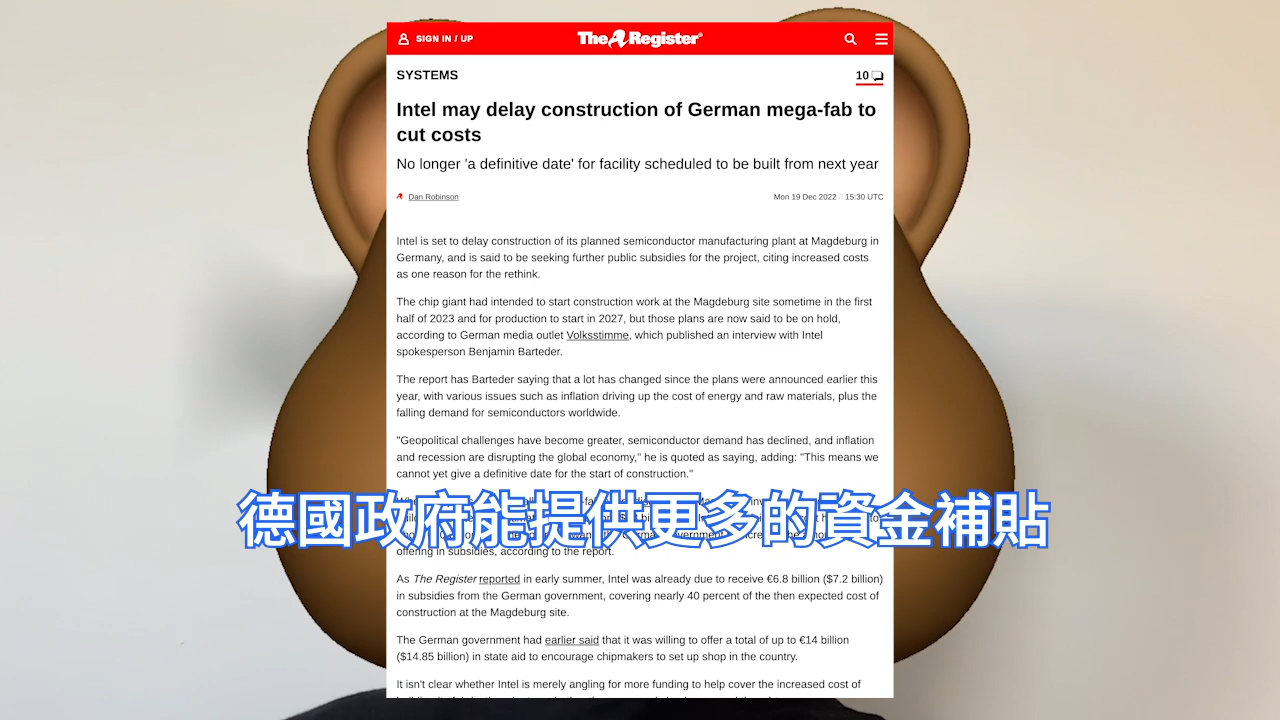 SIGN IN / UP
The Register
SYSTEMS
10
Intel may delay construction of German mega-fab to
cut costs
No longer 'a definitive date' for facility scheduled to be built from next year
Dan Robinson
Mon 19 Dec 2022 // 15:30 UTC
Intel is set to delay construction of its planned semiconductor manufacturing plant at Magdeburg in
Germany, and is said to be seeking further public subsidies for the project, citing increased costs
as one reason for the rethink.
The chip giant had intended to start construction work at the Magdeburg site sometime in the first
half of 2023 and for production to start in 2027, but those plans are now said to be on hold,
according to German media outlet Volksstimme, which published an interview with Intel
spokesperson Benjamin Barteder.
The report has Barteder saying that a lot has changed since the plans were announced earlier this
year, with various issues such as inflation driving up the cost of energy and raw materials, plus the
falling demand for semiconductors worldwide.
"Geopolitical challenges have become greater, semiconductor demand has declined, and inflation
and recession are disrupting the global economy," he is quoted as saying, adding: "This means we
cannot yet give a definitive date for the start of construction."
德國政府能提供更多的資金補貼
offering in subsidies, according to the report.
As The Register reported in early summer, Intel was already due to receive €6.8 billion ($7.2 billion)
in subsidies from the German government, covering nearly 40 percent of the then expected cost of
construction at the Magdeburg site.
The German government had earlier said that it was willing to offer a total of up to €14 billion
($14.85 billion) in state aid to encourage chipmakers to set up shop in the country.
It isn't clear whether Intel is merely angling for more funding to help cover the increased cost of